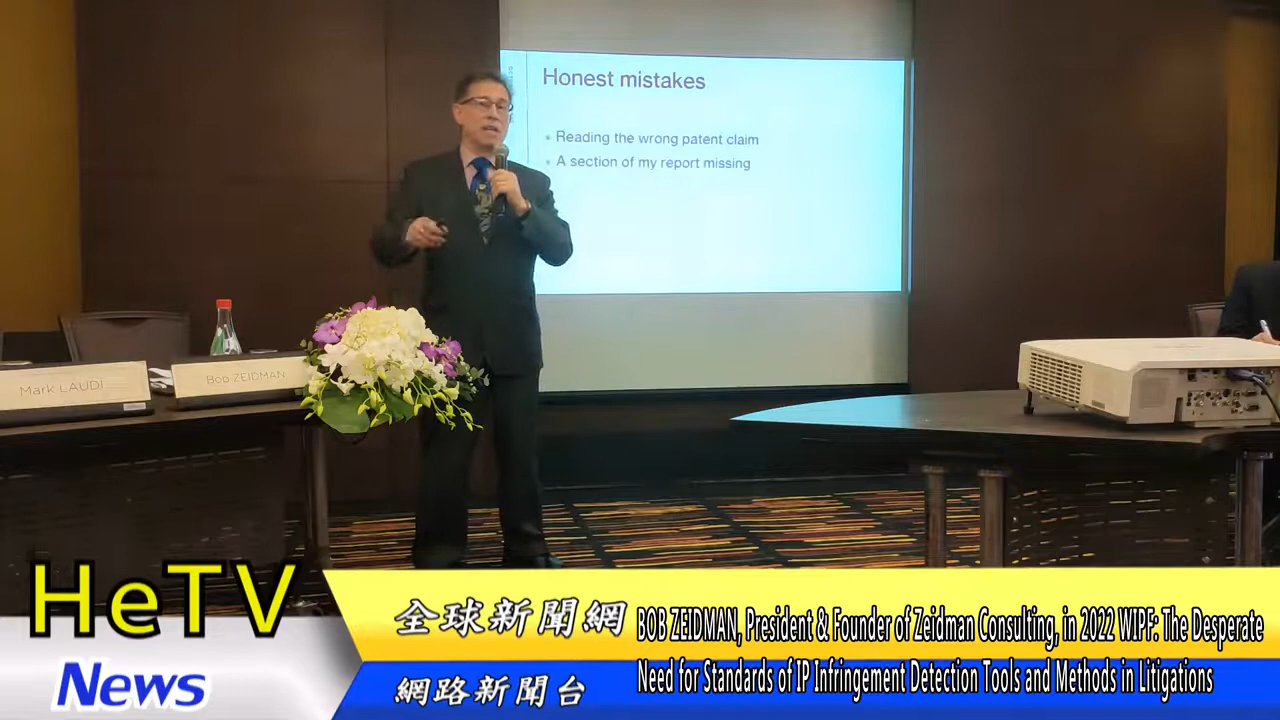 Honest mistakes
Reading the wrong patent claim
A section of my report missing
Mark LAUDI
Bob ZEIDMAN
HeTV
News
全球新聞網
網路新聞台
BOB ZEIDMAN, President & Founder of Zeidman Consulting, in 2022 WIPF: The Desperate
Need for Standards of IP Infringement Detection Tools and Methods in Litigations